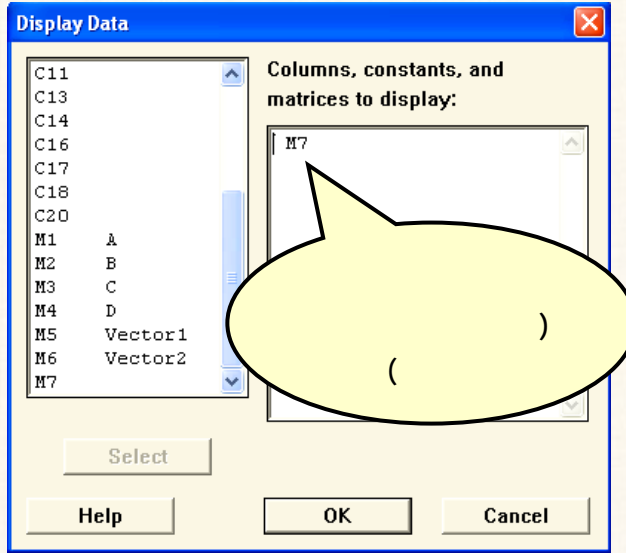 Display Data
C11
C13
C14
C16
C17
C18
C20
M1 A
M2 B
M3 C
M4 D
M5 Vector1
M6 Vector2
M7
Columns, constants, and
matrices to display:
M7
)
(
Select
Help
OK
Cancel